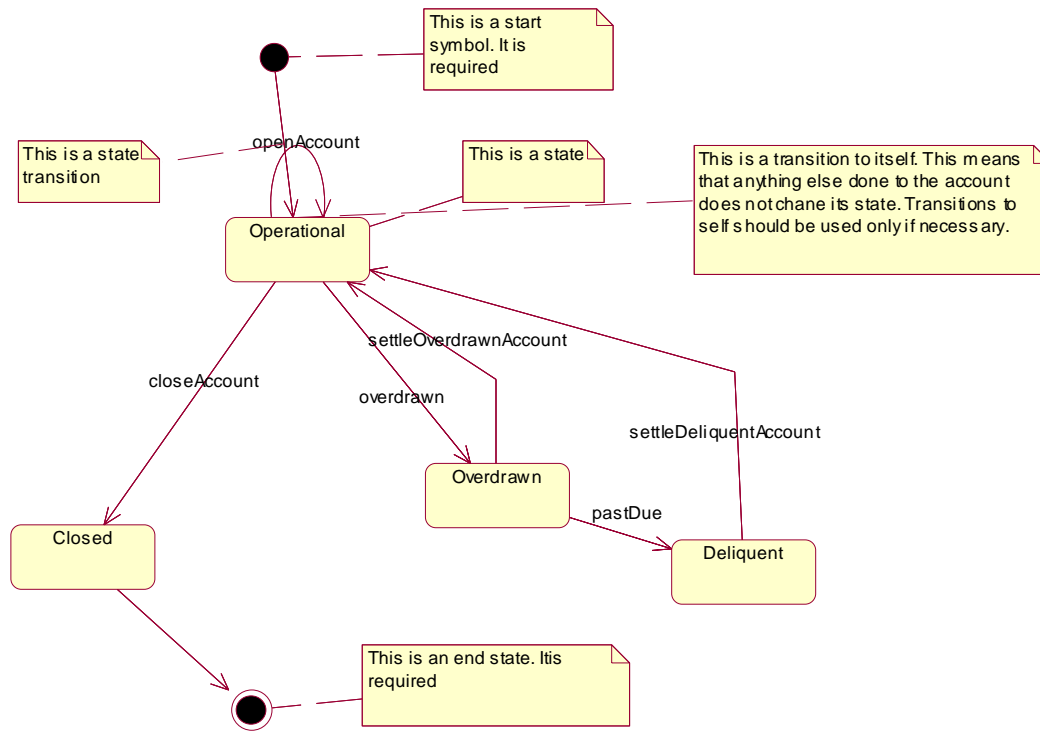 This is a start
symbol. It is
required
openAccount
This is a state
transition
This is a state
This is a transition to itself. This means
that anything else done to the account
does not chane its state. Transitions to
self should be used only if necessary.
Operational
settleOverdrawnAccount
closeAccount
overdrawn
settleDeliquentAccount
Overdrawn
pastDue
Closed
Deliquent
This is an end state. Itis
required